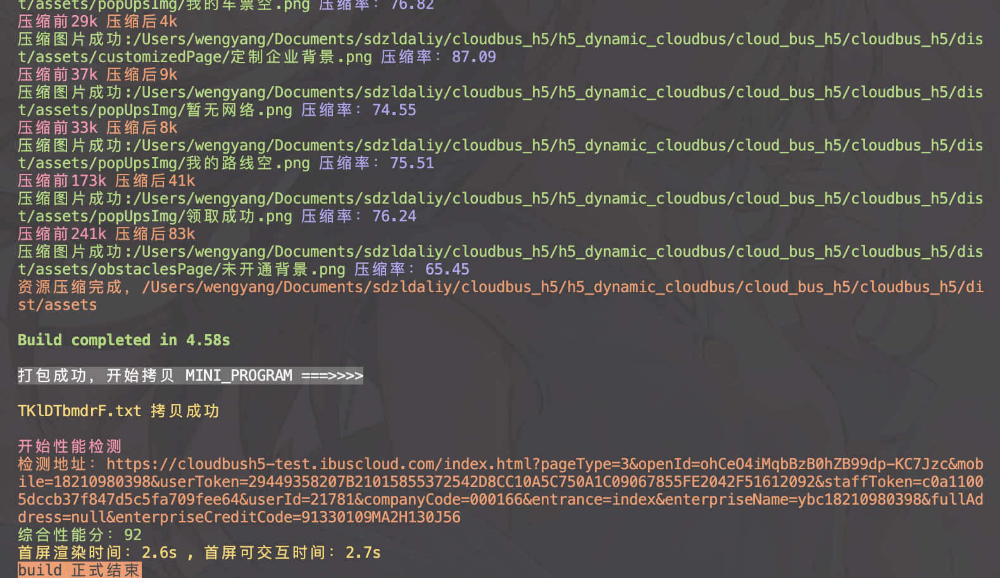 t/assets/popUpsImg/我的车票空.png 压缩率: 76.82
压缩前29k 压缩后4k
压缩图片成功:/Users/wengyang/Documents/sdzldaliy/cloudbus_h5/h5_dynamic_cloudbus/cloud_bus_h5/cloudbus_h5/dis
t/assets/customizedPage/定制企业背景.png 压缩率: 87.09
压缩前37k 压缩后9k
压缩图片成功:/Users/wengyang/Documents/sdzldaliy/cloudbus_h5/h5_dynamic_cloudbus/cloud_bus_h5/cloudbus_h5/dis
t/assets/popUpsImg/暂无网络.png 压缩率: 74.55
压缩前33k 压缩后8k
压缩图片成功:/Users/wengyang/Documents/sdzldaliy/cloudbus_h5/h5_dynamic_cloudbus/cloud_bus_h5/cloudbus_h5/dis
t/assets/popUpsImg/我的路线空.png 压缩率: 75.51
压缩前173k 压缩后41k
压缩图片成功:/Users/wengyang/Documents/sdzldaliy/cloudbus_h5/h5_dynamic_cloudbus/cloud_bus_h5/cloudbus_h5/dis
t/assets/popUpsImg/领取成功.png 压缩率: 76.24
压缩前241k 压缩后83k
压缩图片成功:/Users/wengyang/Documents/sdzldaliy/cloudbus_h5/h5_dynamic_cloudbus/cloud_bus_h5/cloudbus_h5/dis
t/assets/obstaclesPage/未开通背景.png 压缩率: 65.45
资源压缩完成, /Users/wengyang/Documents/sdzldaliy/cloudbus_h5/h5_dynamic_cloudbus/cloud_bus_h5/cloudbus_h5/di
st/assets
Build completed in 4.58s
打包成功, 开始拷贝 MINI_PROGRAM ===>>>>
TKlDTbmdrF.txt 拷贝成功
开始性能检测
检测地址: https://cloudbush5-test.ibuscloud.com/index.html?pageType=3&openId=ohCeO4iMqbBzB0hZB99dp-KC7Jzc&mob
ile=18210980398&userToken=29449358207B21015855372542D8CC10A5C750A1C09067855FE2042F51612092&staffToken=c0a1100
5dccb37f847d5c5fa709fee64&userId=21781&companyCode=000166&entrance=index&enterpriseName=ybc18210980398&fullAd
dress=null&enterpriseCreditCode=91330109MA2H130J56
综合性能分: 92
首屏渲染时间: 2.6s , 首屏可交互时间: 2.7s
build 正式结束